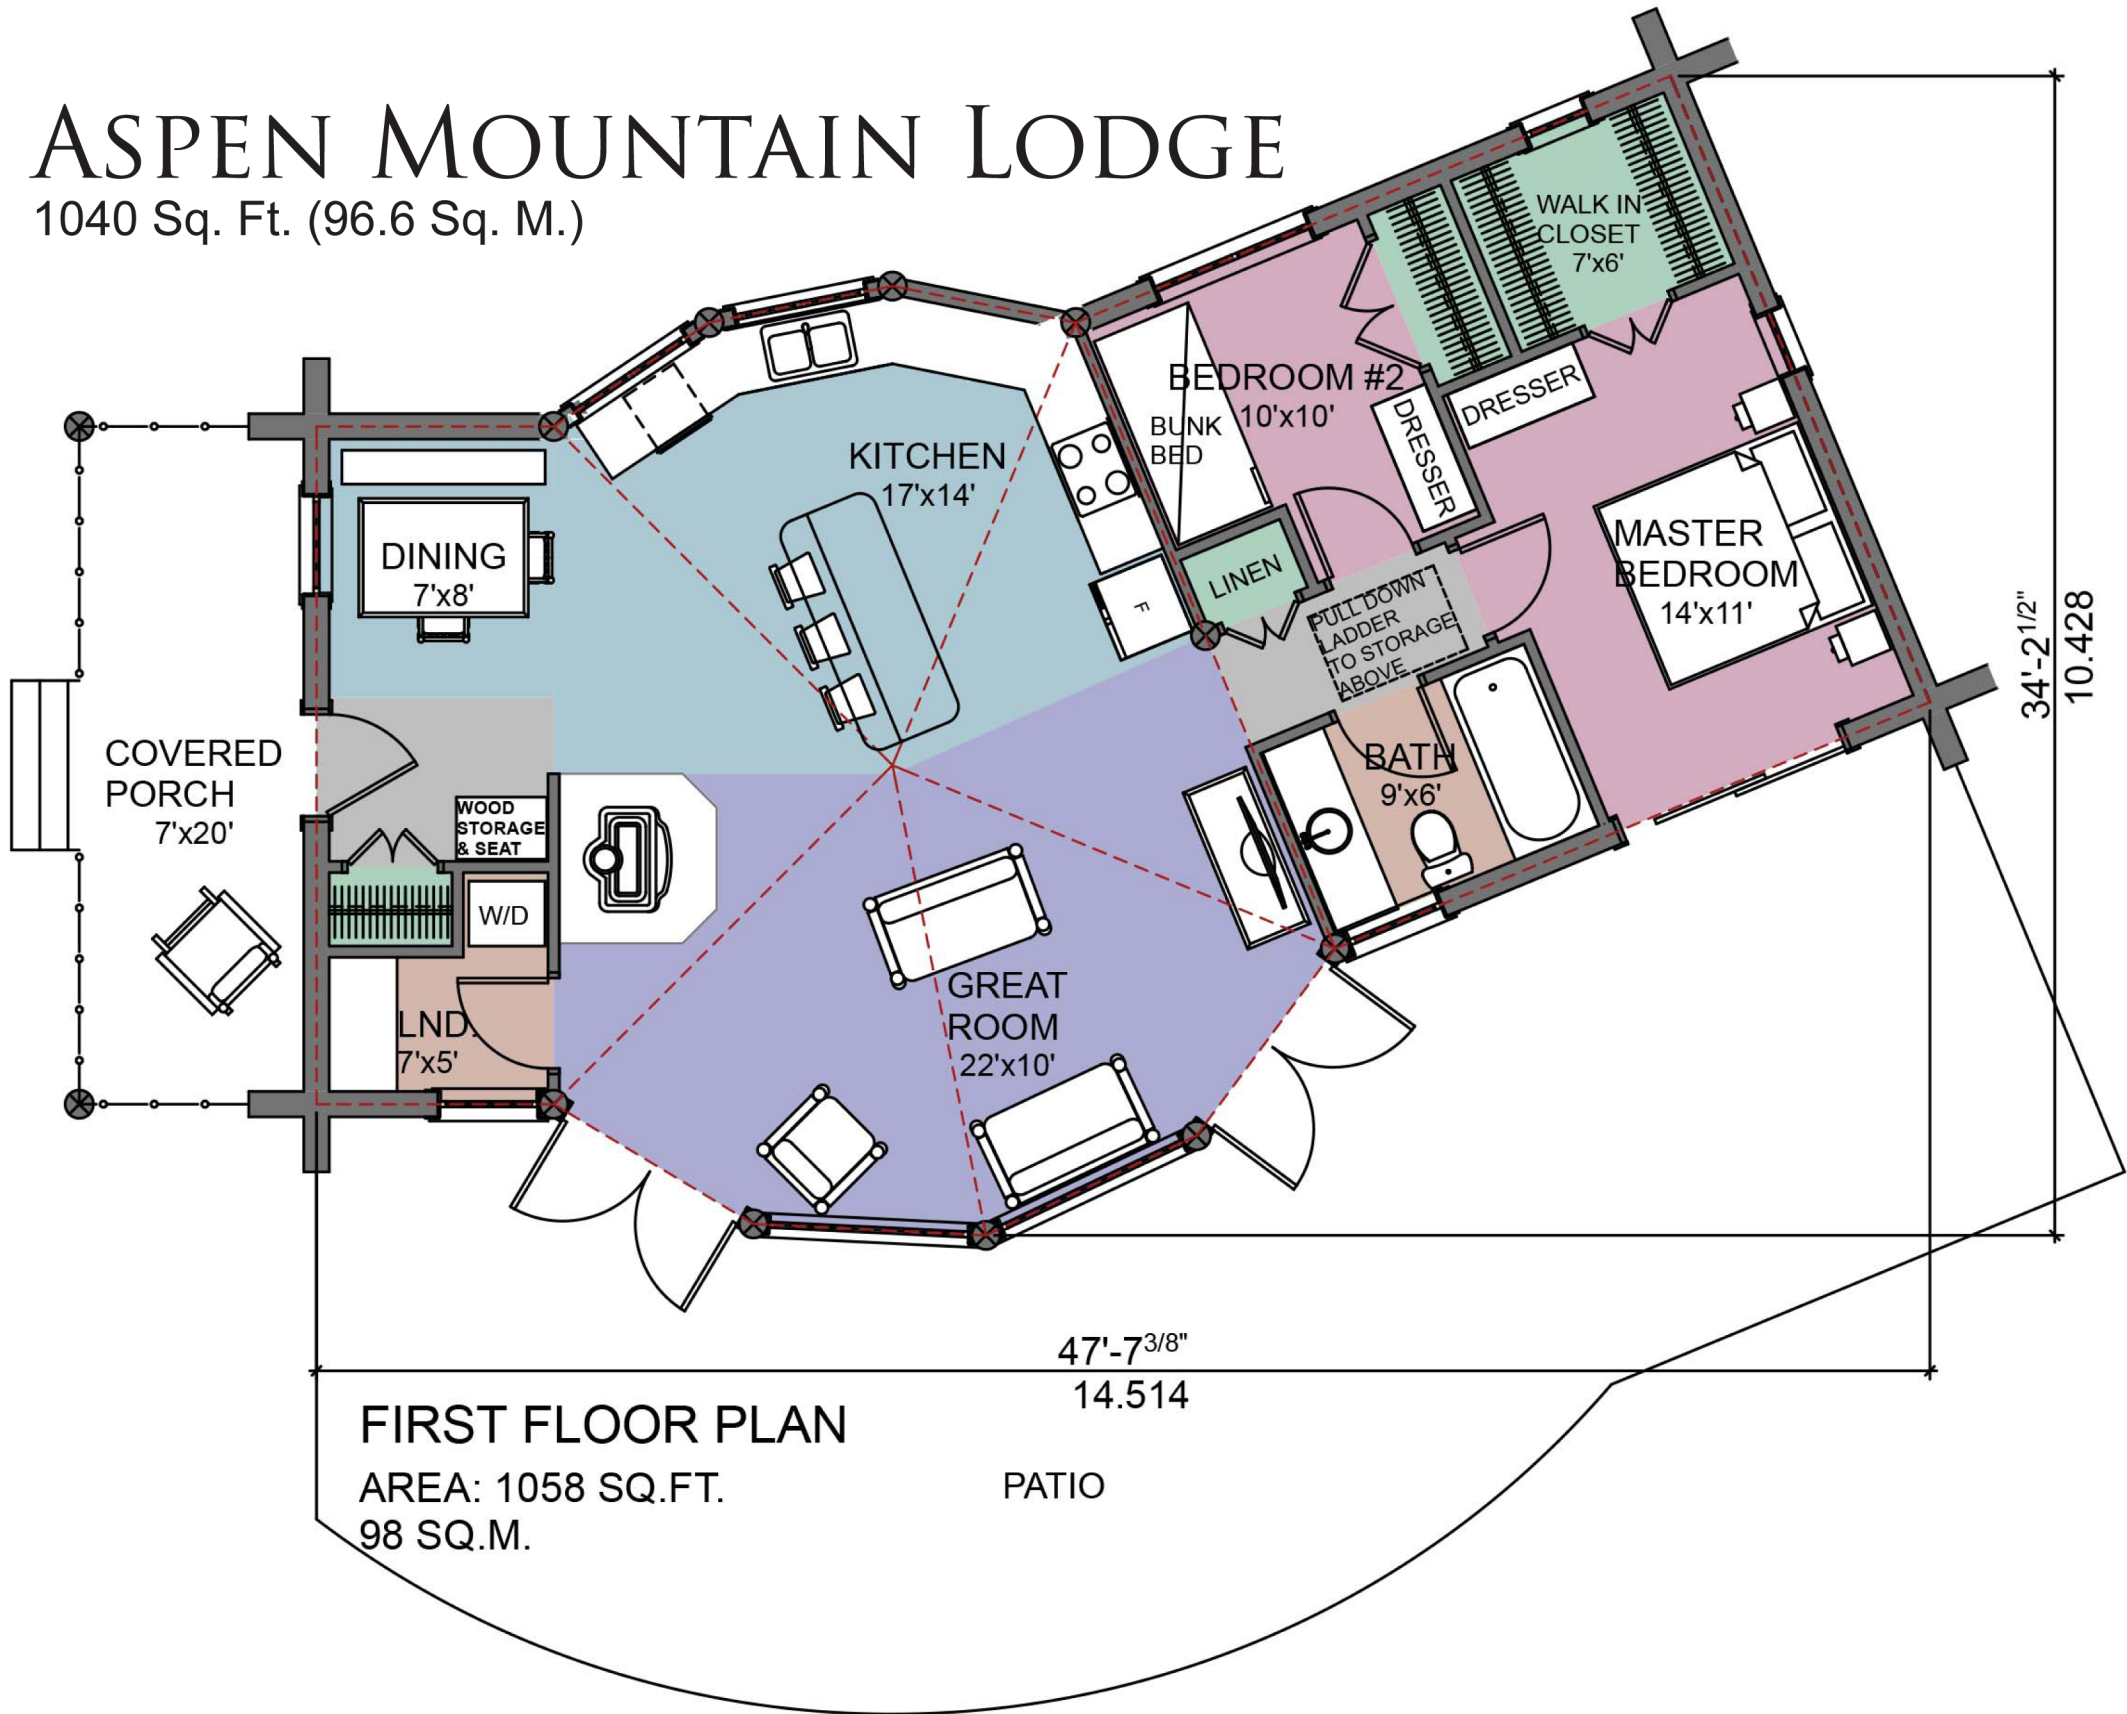 ASPEN MOUNTAIN LODGE
1040 Sq. Ft. (96.6 Sq. M.)
WALK IN
CLOSET
7'x6'
BEDROOM #2
10'x10'
BUNK
BED
DRESSER
DRESSER
KITCHEN
17'x14'
DINING
7'x8'
MASTER
BEDROOM
14'x11'
LINEN
F
PULL DOWN
LADDER
TO STORAGE
ABOVE
34'-2 1/2"
10.428
COVERED
PORCH
7'x20'
BATH
9'x6'
WOOD
STORAGE
& SEAT
W/D
GREAT
ROOM
22'x10'
LND.
7'x5'
47'-7 3/8"
14.514
FIRST FLOOR PLAN
AREA: 1058 SQ.FT.
98 SQ.M.
PATIO